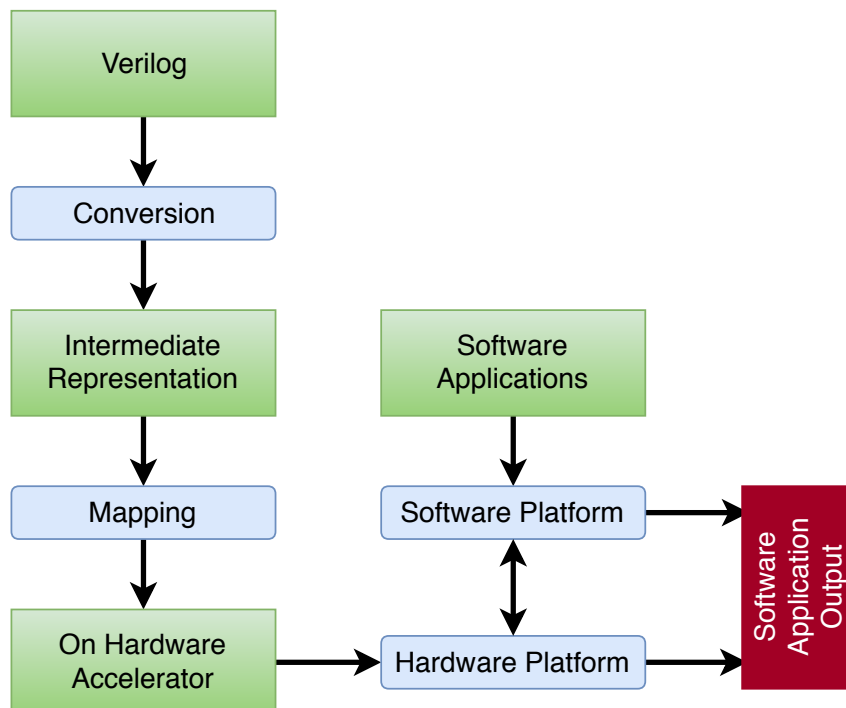 Verilog
Conversion
Intermediate
Representation
Software
Applications
Mapping
Software Platform
On Hardware
Accelerator
Hardware Platform
Software
Application
Output